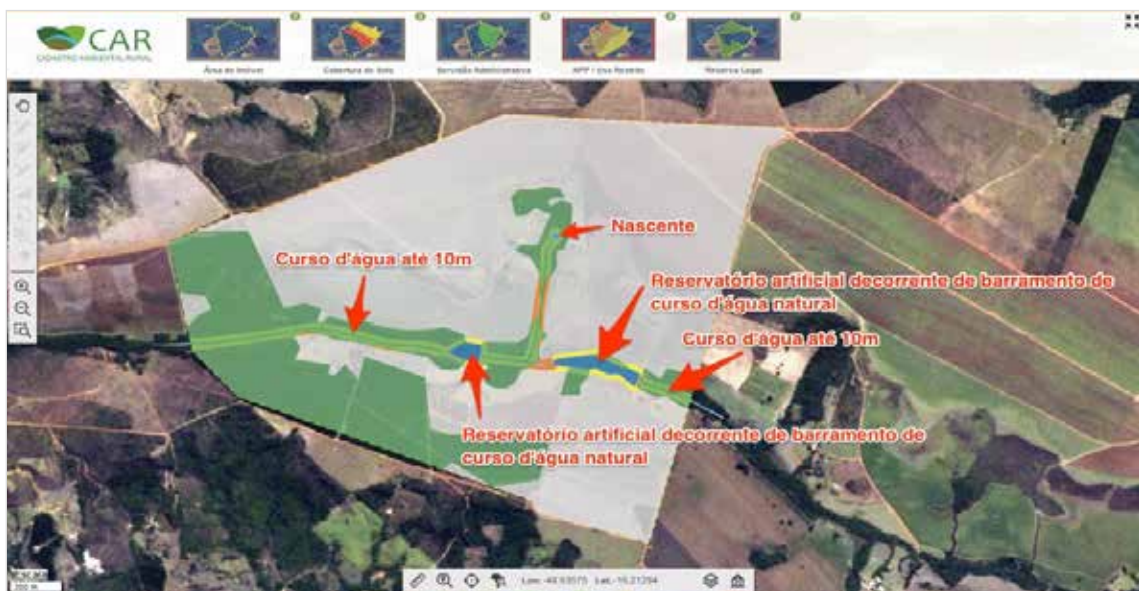 CAR
CADASTRO AMBIENTAL RURAL
Área do Imóvel
Cobertura do Solo
Servidão Administrativa
APP / Uso Restrito
Reserva Legal
Nascente
Curso d'água até 10m
Reservatório artificial decorrente de barramento de
curso d'água natural
Curso d'água até 10m
Reservatório artificial decorrente de barramento de
curso d'água natural